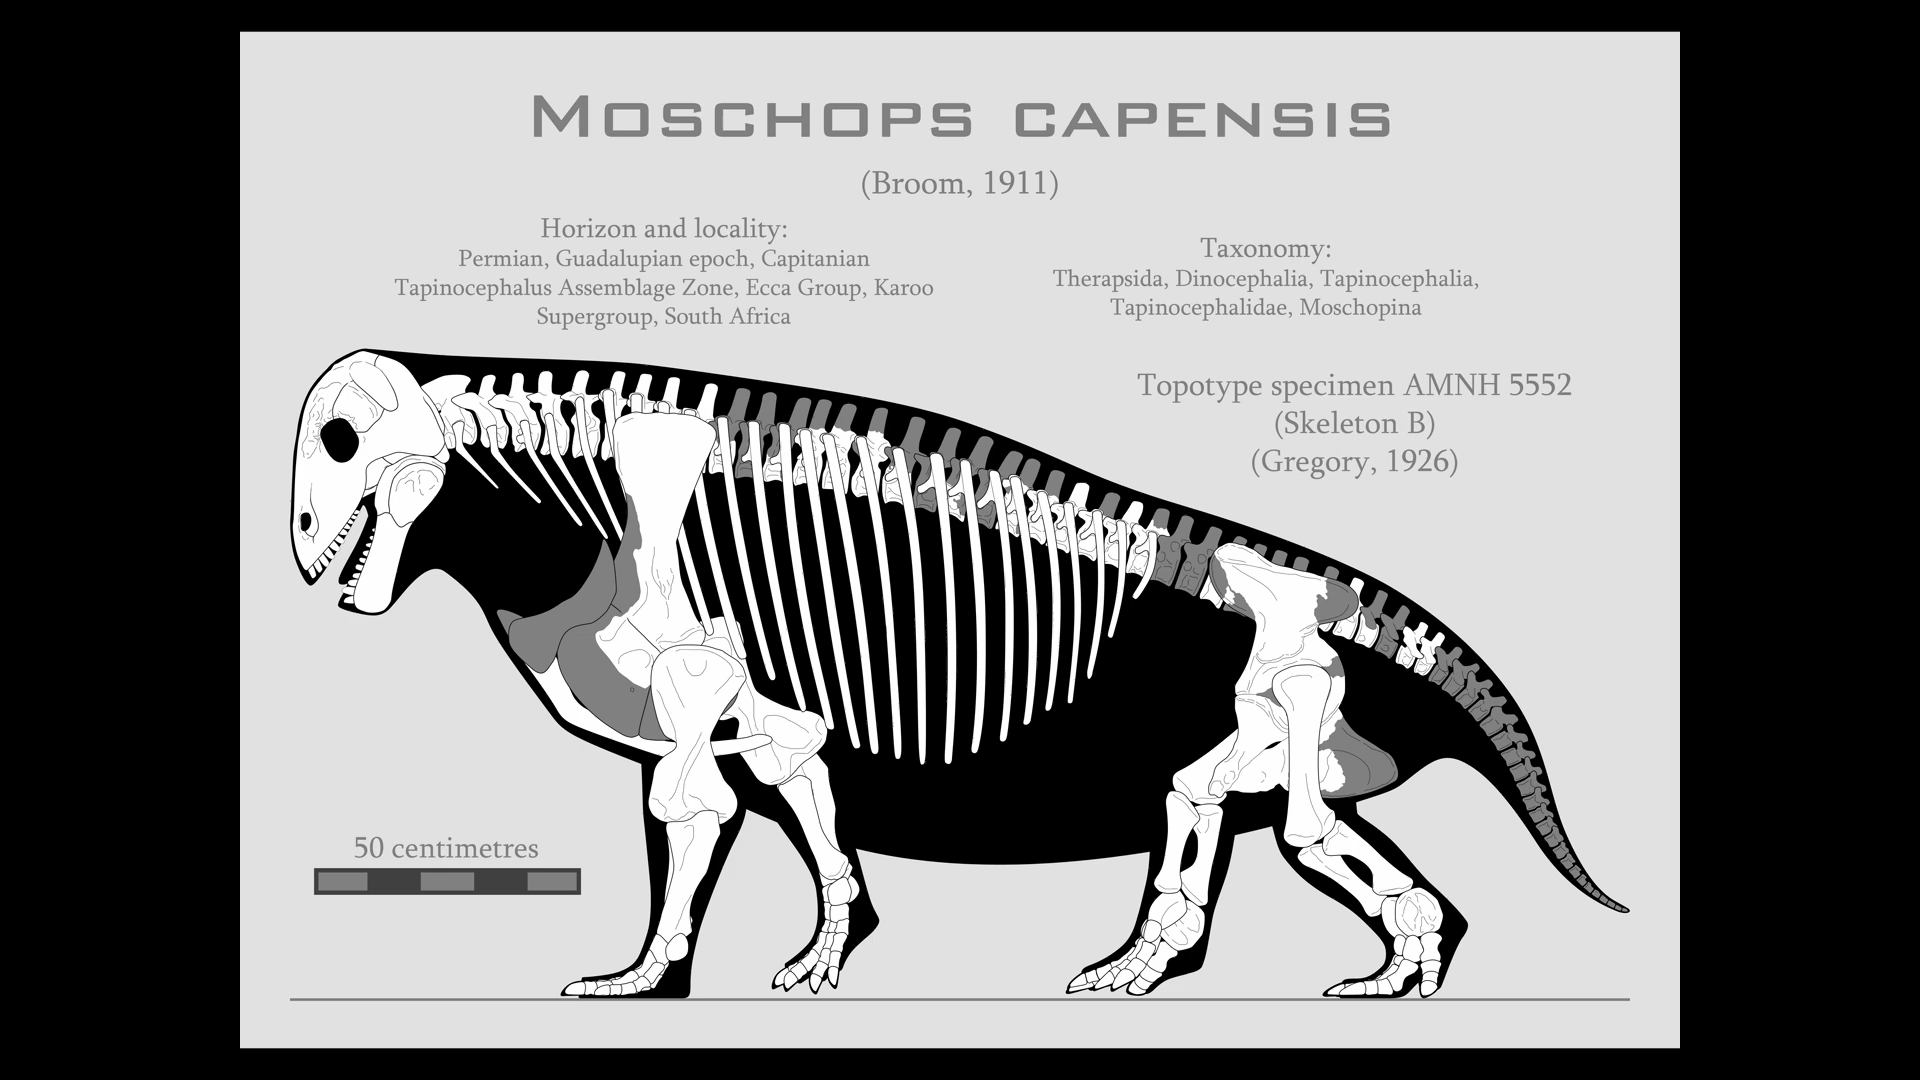 Moschops capensis
(Broom, 1911)
Horizon and locality:
Permian, Guadalupian epoch, Capitanian
Tapinocephalus Assemblage Zone, Ecca Group, Karoo
Supergroup, South Africa
Taxonomy:
Therapsida, Dinocephalia, Tapinocephalia,
Tapinocephalidae, Moschopina
Topotype specimen AMNH 5552
(Skeleton B)
(Gregory, 1926)
50 centimetres